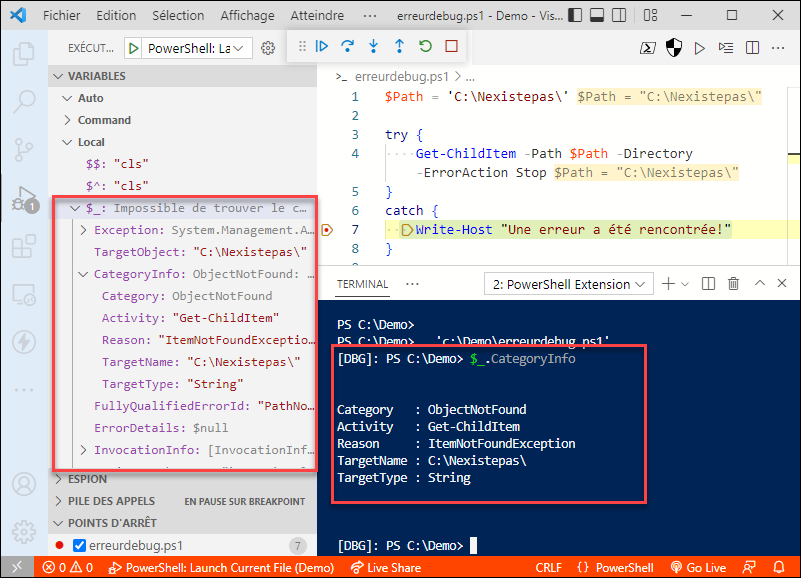 Fichier Edition Sélection Affichage Atteindre ··· erreurdebug.ps1 - Demo - Vis...
EXÉCUT... PowerShell: La
VARIABLES
Auto
Command
Local
$$: "cls"
$^: "cls"
$_: Impossible de trouver le c...
Exception: System.Management.A...
TargetObject: "C:\Nexistepas\"
CategoryInfo: ObjectNotFound: ...
Category: ObjectNotFound
Activity: "Get-ChildItem"
Reason: "ItemNotFoundExceptio...
TargetName: "C:\Nexistepas\"
TargetType: "String"
FullyQualifiedErrorId: "PathNo...
ErrorDetails: $null
InvocationInfo: [InvocationInf...
ESPION
PILE DES APPELS EN PAUSE SUR BREAKPOINT
POINTS D'ARRÊT
erreurdebug.ps1 7
1
erreurdebug.ps1 > ...
1 $Path = 'C:\Nexistepas\' $Path = "C:\Nexistepas\"
2
3 try {
4 ····Get-ChildItem -Path $Path -Directory
-ErrorAction Stop $Path = "C:\Nexistepas\"
5 }
6 catch {
7 Write-Host "Une erreur a été rencontrée!"
8 }
TERMINAL ··· 2: PowerShell Extension
PS C:\Demo>
PS C:\Demo> . 'c:\Demo\erreurdebug.ps1'
[DBG]: PS C:\Demo> $_.CategoryInfo
Category : ObjectNotFound
Activity : Get-ChildItem
Reason : ItemNotFoundException
TargetName : C:\Nexistepas\
TargetType : String
[DBG]: PS C:\Demo>
0 0 PowerShell: Launch Current File (Demo) Live Share CRLF {} PowerShell Go Live